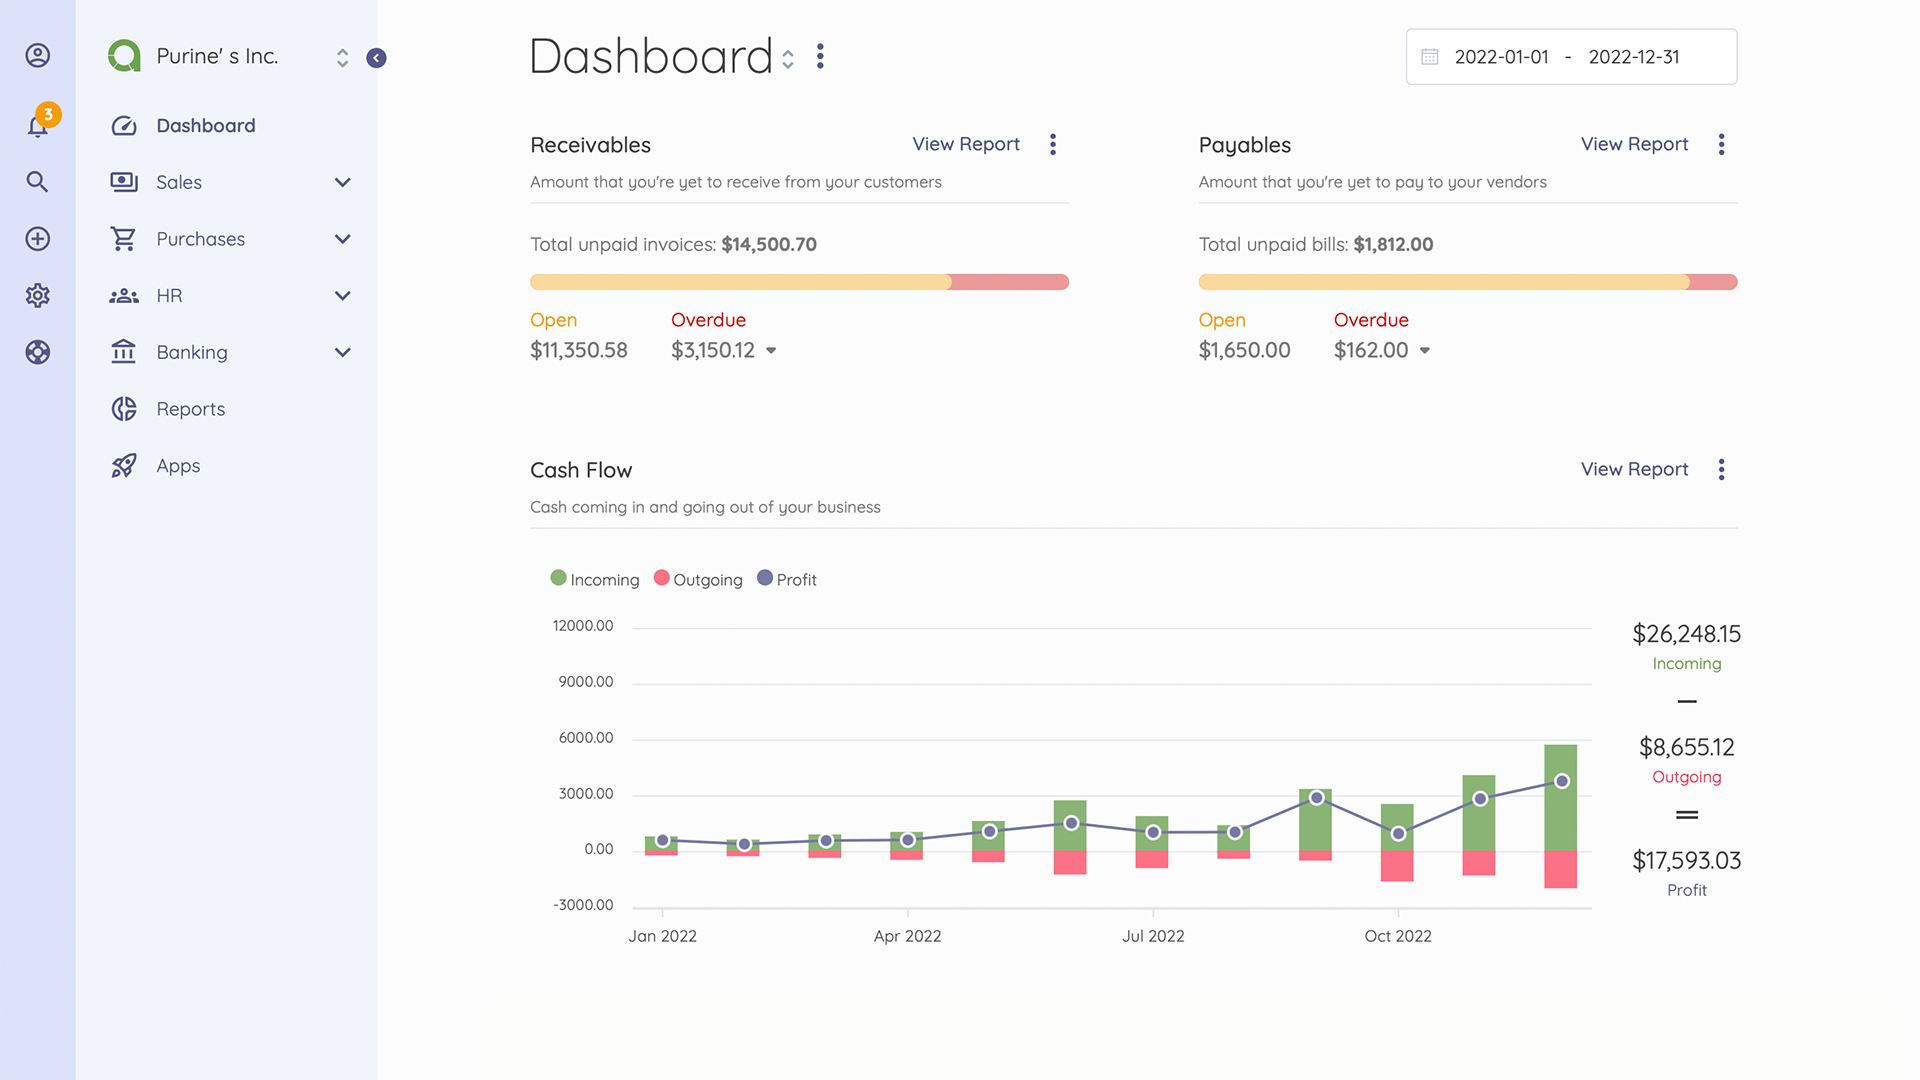 3
Purine' s Inc.
Dashboard
Sales
Purchases
HR
Banking
Reports
Apps
Dashboard
2022-01-01 - 2022-12-31
Receivables
View Report
Amount that you're yet to receive from your customers
Total unpaid invoices: $14,500.70
Open
Overdue
$11,350.58
$3,150.12
Payables
View Report
Amount that you're yet to pay to your vendors
Total unpaid bills: $1,812.00
Open
Overdue
$1,650.00
$162.00
Cash Flow
View Report
Cash coming in and going out of your business
Incoming Outgoing Profit
12000.00
9000.00
6000.00
3000.00
0.00
-3000.00
Jan 2022
Apr 2022
Jul 2022
Oct 2022
$26,248.15
Incoming
—
$8,655.12
Outgoing
=
$17,593.03
Profit